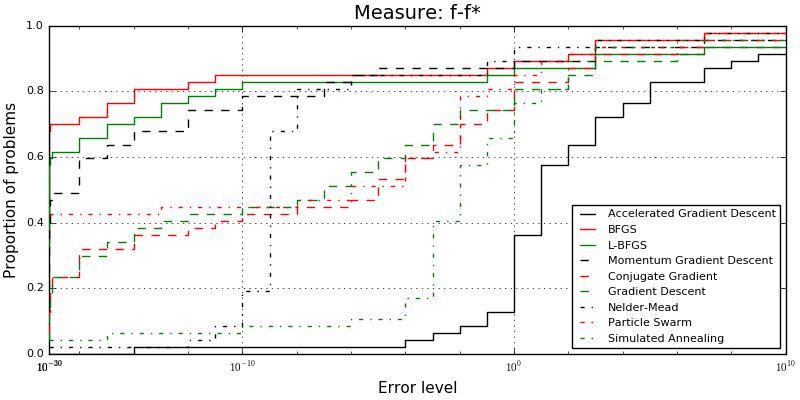 Measure: f-f*
Proportion of problems
1.0
0.8
0.6
0.4
0.2
0.0
10⁻¹⁰
10⁰
10¹⁰
Error level
Accelerated Gradient Descent
BFGS
L-BFGS
Momentum Gradient Descent
Conjugate Gradient
Gradient Descent
Nelder-Mead
Particle Swarm
Simulated Annealing